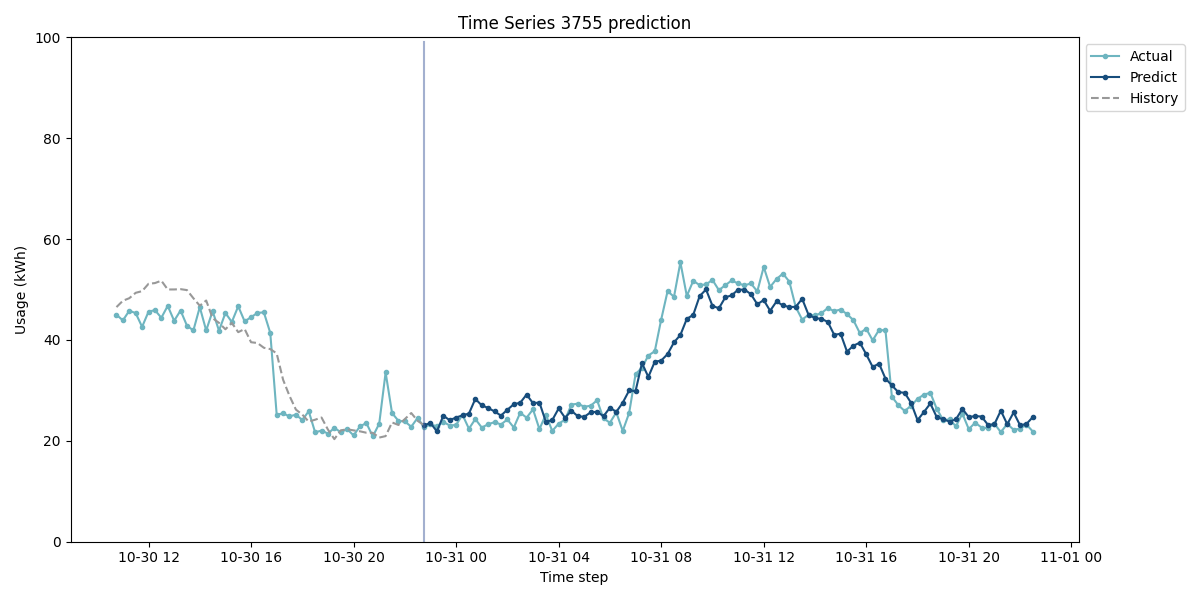 Time Series 3755 prediction
Actual
Predict
History
Usage (kWh)
100
80
60
40
20
0
10-30 12
10-30 16
10-30 20
10-31 00
10-31 04
10-31 08
10-31 12
10-31 16
10-31 20
11-01 00
Time step